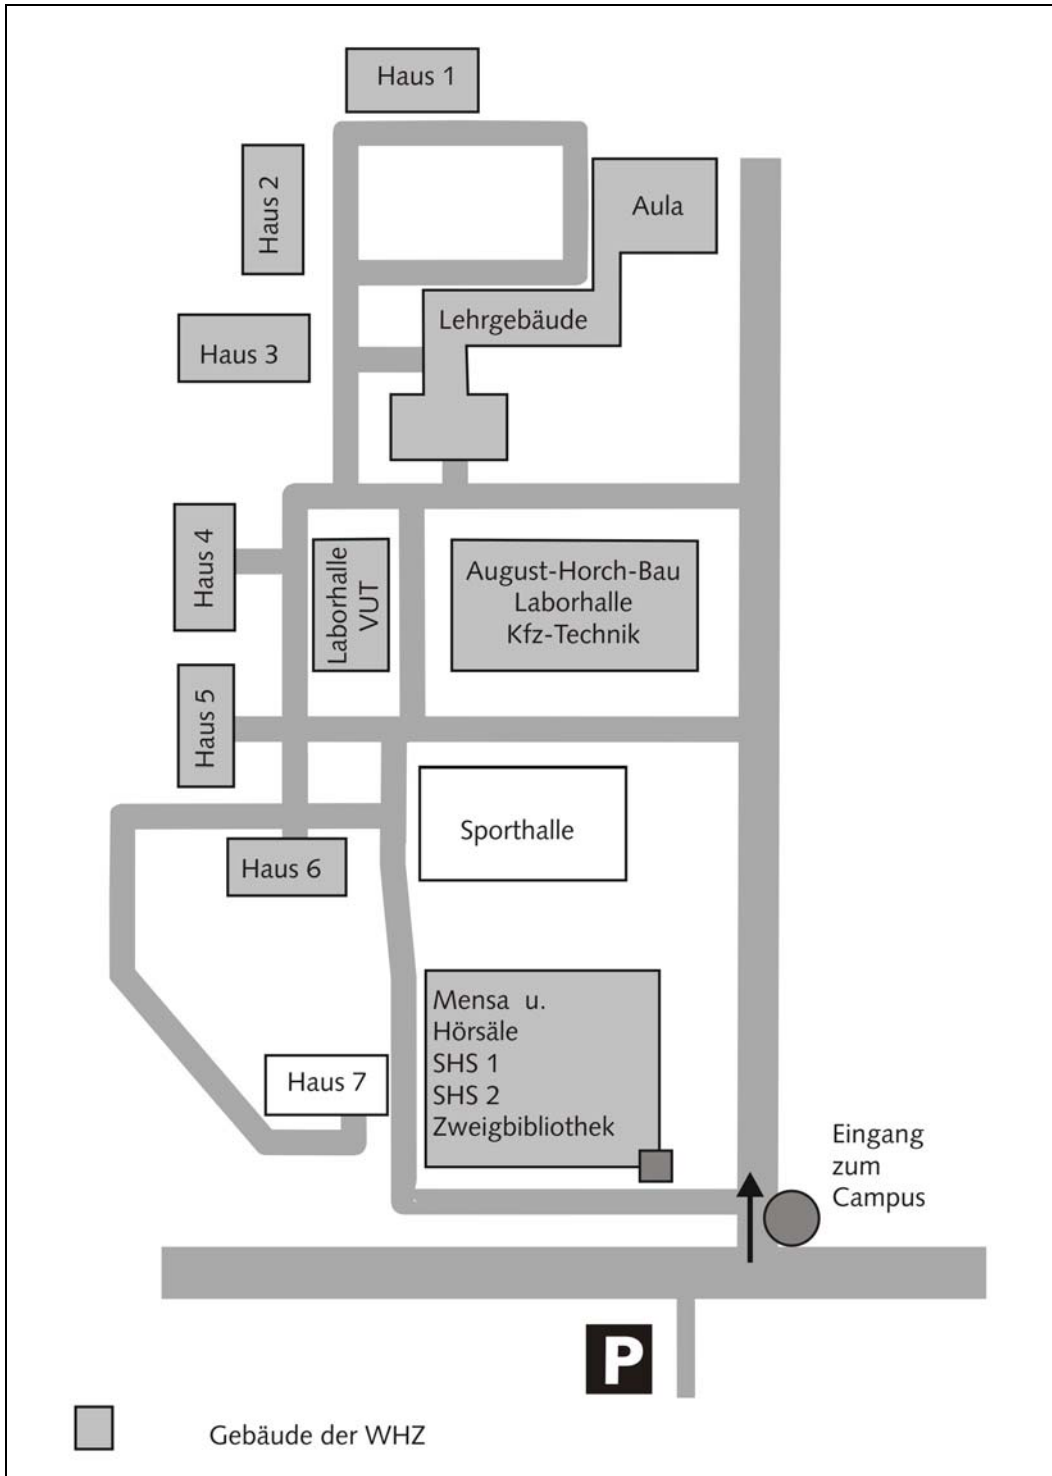 Haus 1
Haus 2
Aula
Lehrgebäude
Haus 3
Haus 4
Laborhalle
VUT
August-Horch-Bau
Laborhalle
Kfz-Technik
Haus 5
Sporthalle
Haus 6
Mensa u.
Hörsäle
SHS 1
SHS 2
Zweigbibliothek
Haus 7
Eingang
zum
Campus
P
Gebäude der WHZ